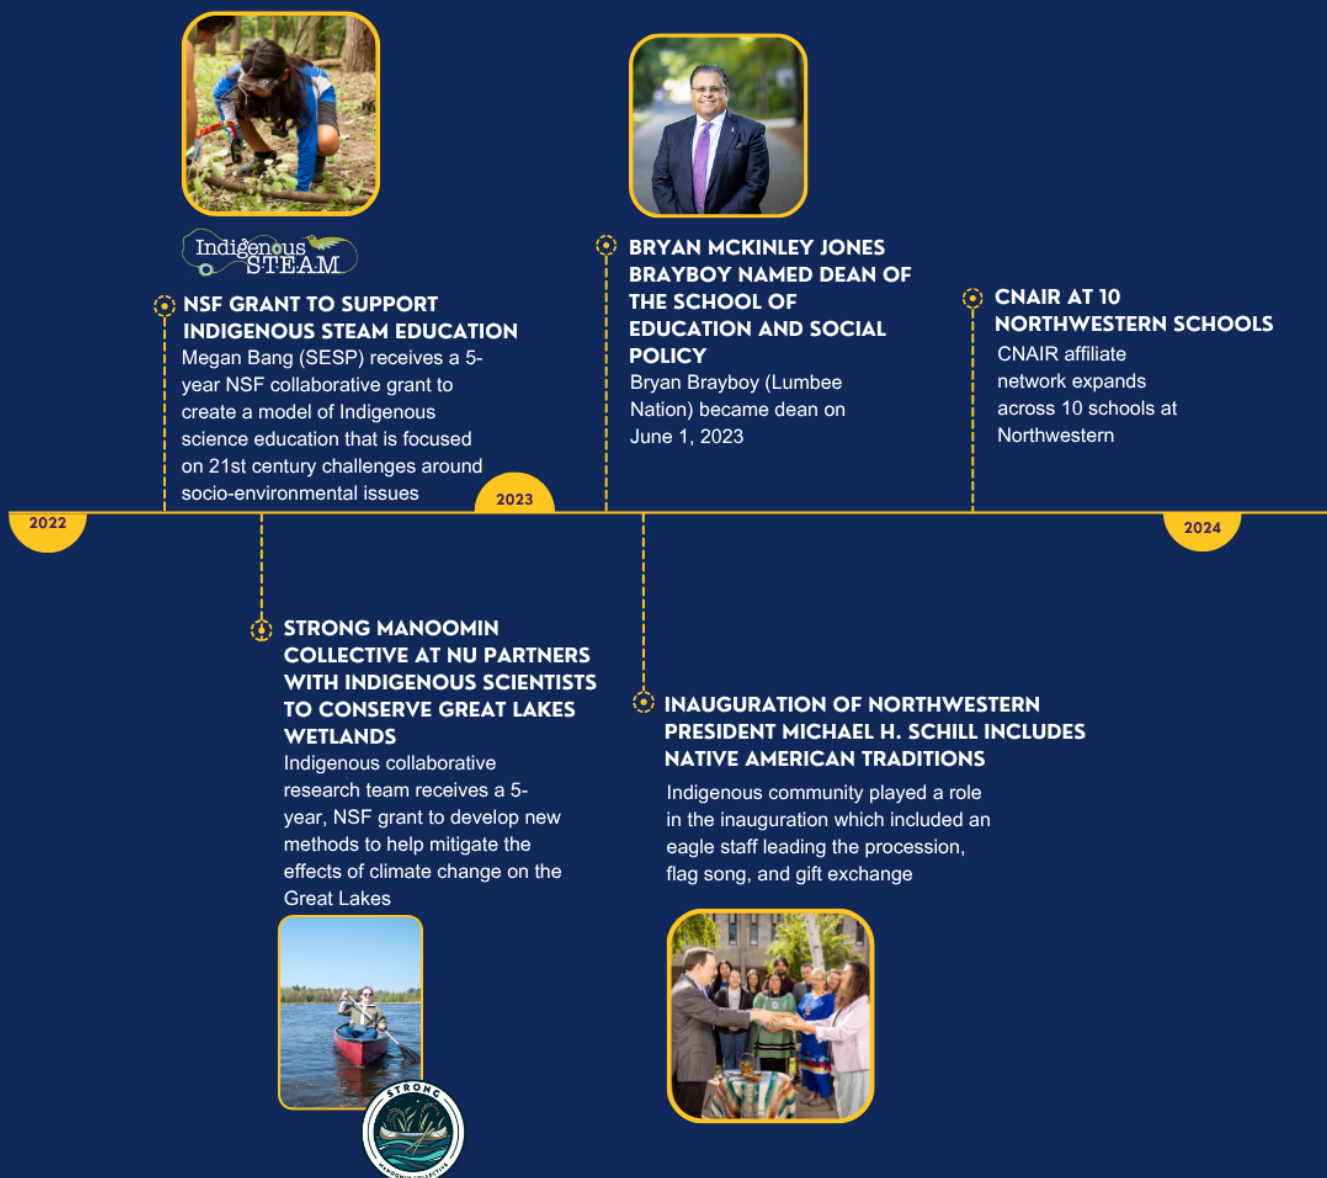 Indigenous
S·T·E·A·M
NSF GRANT TO SUPPORT
INDIGENOUS STEAM EDUCATION
Megan Bang (SESP) receives a 5-
year NSF collaborative grant to
create a model of Indigenous
science education that is focused
on 21st century challenges around
socio-environmental issues
BRYAN MCKINLEY JONES
BRAYBOY NAMED DEAN OF
THE SCHOOL OF
EDUCATION AND SOCIAL
POLICY
Bryan Brayboy (Lumbee
Nation) became dean on
June 1, 2023
CNAIR AT 10
NORTHWESTERN SCHOOLS
CNAIR affiliate
network expands
across 10 schools at
Northwestern
2022
2023
2024
STRONG MANOOMIN
COLLECTIVE AT NU PARTNERS
WITH INDIGENOUS SCIENTISTS
TO CONSERVE GREAT LAKES
WETLANDS
Indigenous collaborative
research team receives a 5-
year, NSF grant to develop new
methods to help mitigate the
effects of climate change on the
Great Lakes
INAUGURATION OF NORTHWESTERN
PRESIDENT MICHAEL H. SCHILL INCLUDES
NATIVE AMERICAN TRADITIONS
Indigenous community played a role
in the inauguration which included an
eagle staff leading the procession,
flag song, and gift exchange
STRONG
MANOOMIN COLLECTIVE